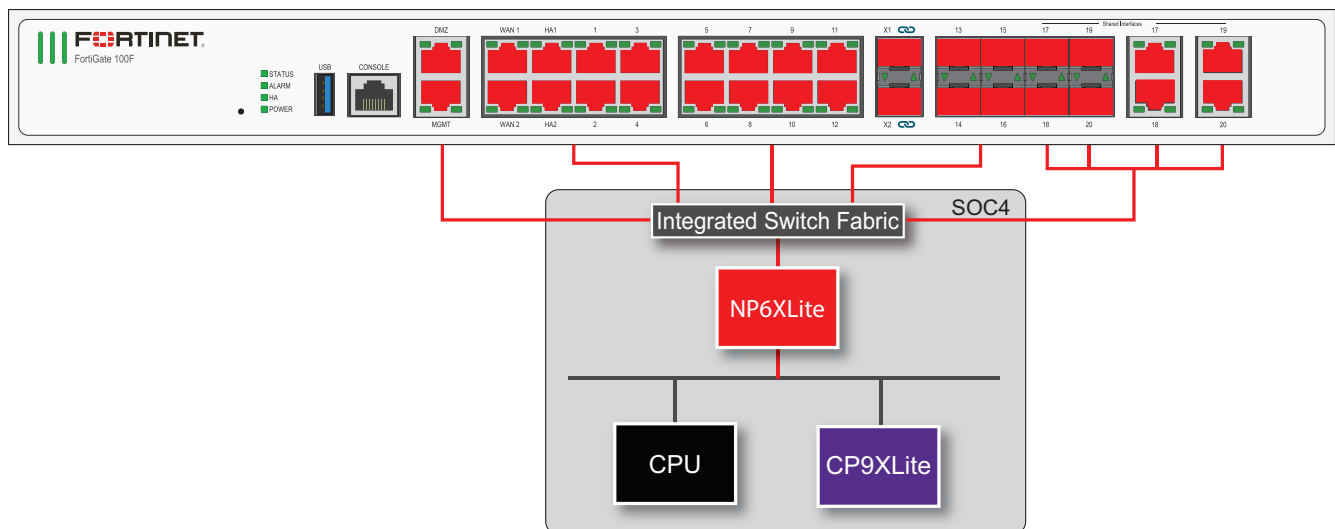 Shared Interfaces
DMZ WAN 1 HA1 1 3 5 7 9 11 X1 13 15 17 19 17 19
FORTINET.
FortiGate 100F
USB CONSOLE
STATUS
ALARM
HA
POWER
MGMT WAN 2 HA2 2 4 6 8 10 12 X2 14 16 18 20 18 20
SOC4
Integrated Switch Fabric
NP6XLite
CPU
CP9XLite